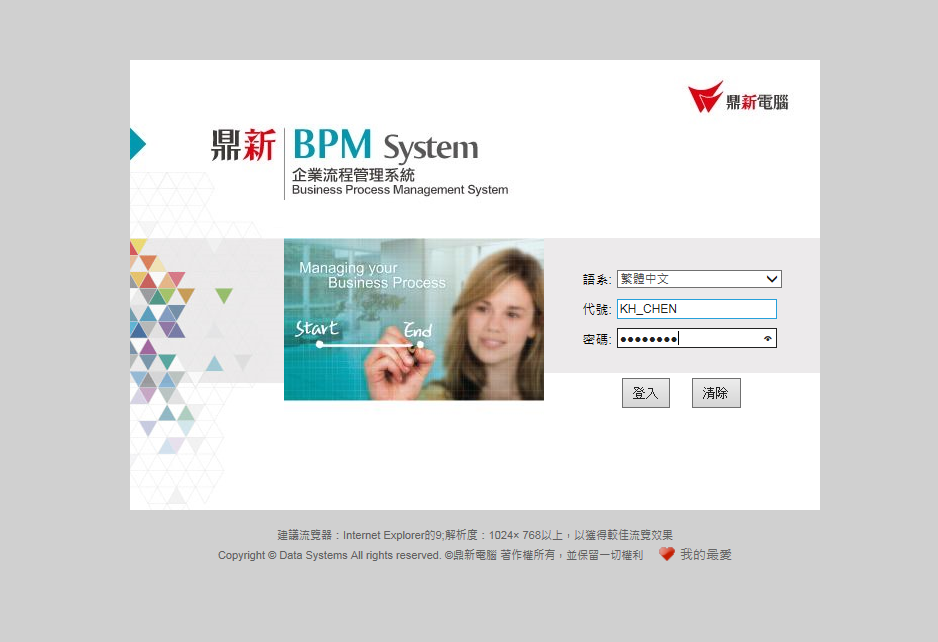 鼎新電腦
鼎新 BPM System
企業流程管理系統
Business Process Management System
Managing your
Business Process
Start End
語系: 繁體中文
代號: KH_CHEN
密碼: ●●●●●●●●
登入 清除
建議流覽器：Internet Explorer的9;解析度：1024× 768以上，以獲得較佳流覽效果
Copyright © Data Systems All rights reserved. ©鼎新電腦 著作權所有，並保留一切權利 我的最愛